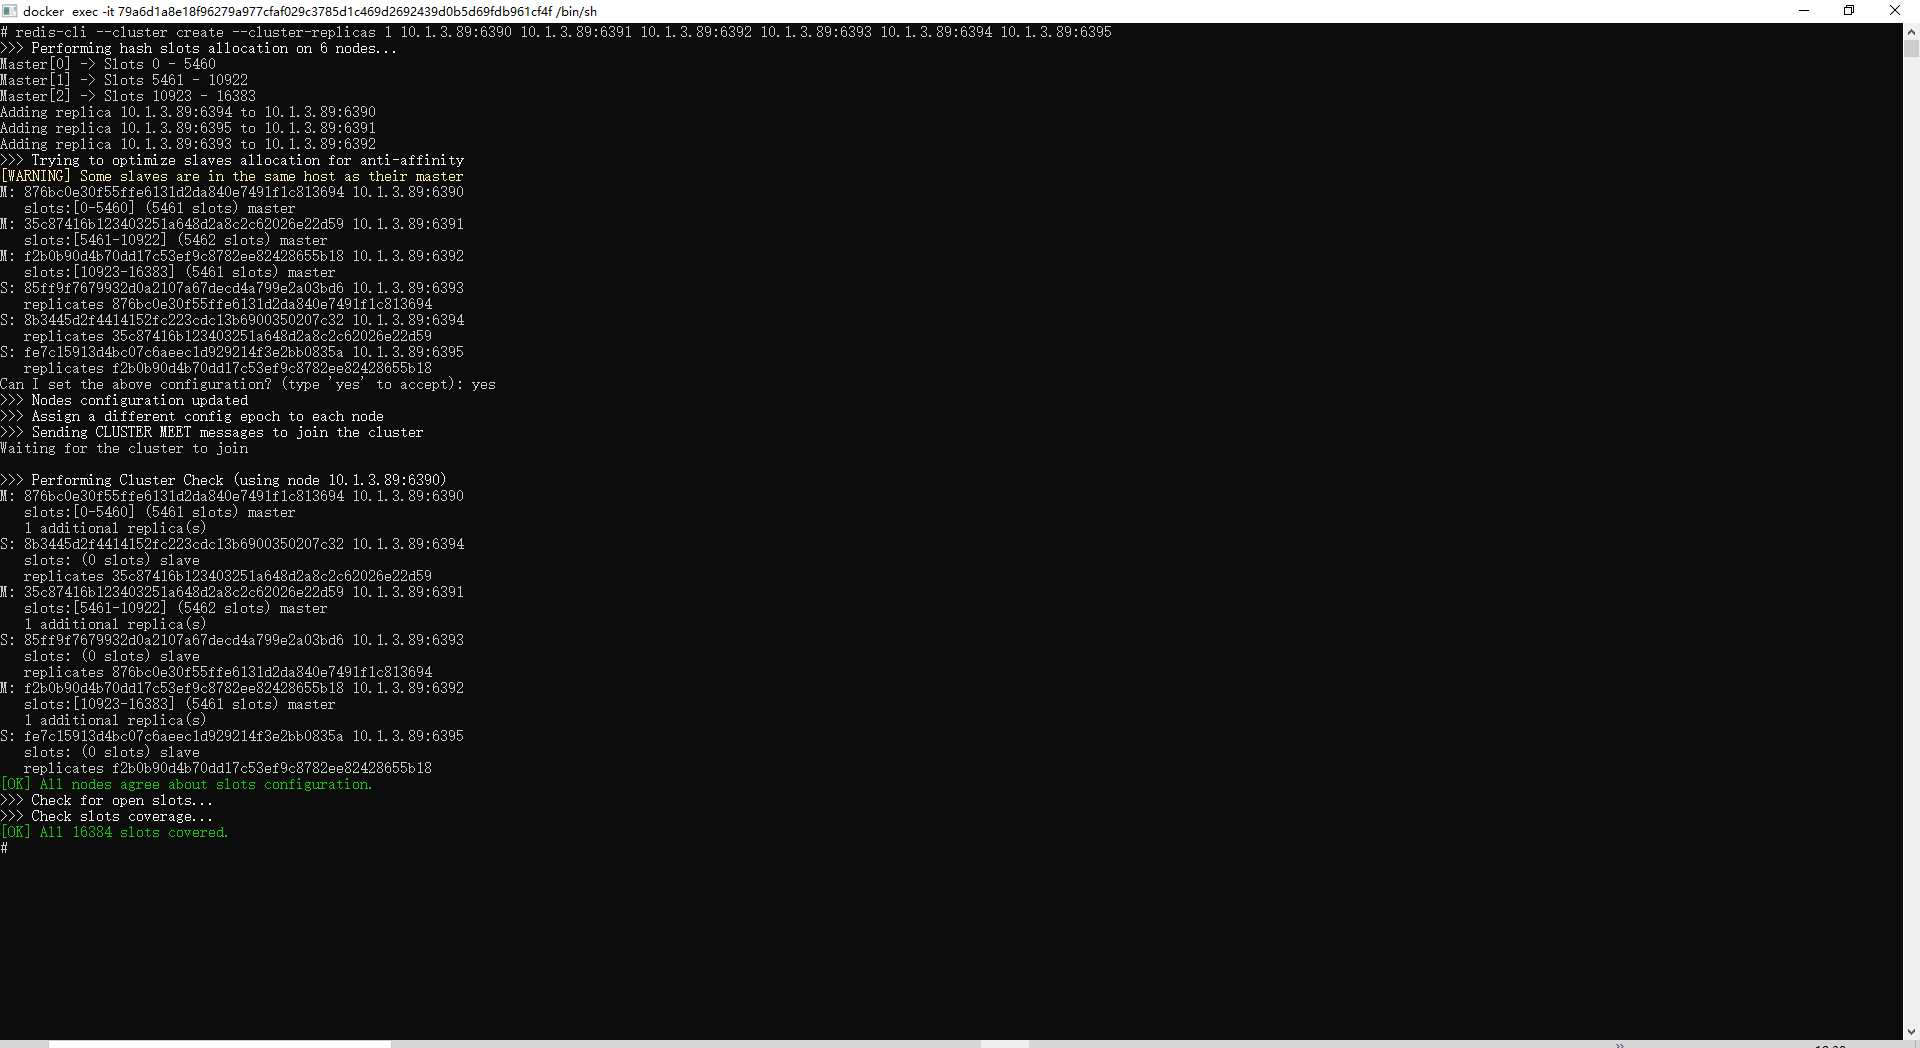 docker  exec -it 79a6d1a8e18f96279a977cfaf029c3785d1c469d2692439d0b5d69fdb961cf4f /bin/sh
# redis-cli --cluster create --cluster-replicas 1 10.1.3.89:6390 10.1.3.89:6391 10.1.3.89:6392 10.1.3.89:6393 10.1.3.89:6394 10.1.3.89:6395
>>> Performing hash slots allocation on 6 nodes...
Master[0] -> Slots 0 - 5460
Master[1] -> Slots 5461 - 10922
Master[2] -> Slots 10923 - 16383
Adding replica 10.1.3.89:6394 to 10.1.3.89:6390
Adding replica 10.1.3.89:6395 to 10.1.3.89:6391
Adding replica 10.1.3.89:6393 to 10.1.3.89:6392
>>> Trying to optimize slaves allocation for anti-affinity
[WARNING] Some slaves are in the same host as their master
M: 876bc0e30f55ffe6131d2da840e7491f1c813694 10.1.3.89:6390
   slots:[0-5460] (5461 slots) master
M: 35c87416b123403251a648d2a8c2c62026e22d59 10.1.3.89:6391
   slots:[5461-10922] (5462 slots) master
M: f2b0b90d4b70dd17c53ef9c8782ee82428655b18 10.1.3.89:6392
   slots:[10923-16383] (5461 slots) master
S: 85ff9f7679932d0a2107a67decd4a799e2a03bd6 10.1.3.89:6393
   replicates 876bc0e30f55ffe6131d2da840e7491f1c813694
S: 8b3445d2f4414152fc223cdc13b6900350207c32 10.1.3.89:6394
   replicates 35c87416b123403251a648d2a8c2c62026e22d59
S: fe7c15913d4bc07c6aeec1d929214f3e2bb0835a 10.1.3.89:6395
   replicates f2b0b90d4b70dd17c53ef9c8782ee82428655b18
Can I set the above configuration? (type 'yes' to accept): yes
>>> Nodes configuration updated
>>> Assign a different config epoch to each node
>>> Sending CLUSTER MEET messages to join the cluster
Waiting for the cluster to join
>>> Performing Cluster Check (using node 10.1.3.89:6390)
M: 876bc0e30f55ffe6131d2da840e7491f1c813694 10.1.3.89:6390
   slots:[0-5460] (5461 slots) master
   1 additional replica(s)
S: 8b3445d2f4414152fc223cdc13b6900350207c32 10.1.3.89:6394
   slots: (0 slots) slave
   replicates 35c87416b123403251a648d2a8c2c62026e22d59
M: 35c87416b123403251a648d2a8c2c62026e22d59 10.1.3.89:6391
   slots:[5461-10922] (5462 slots) master
   1 additional replica(s)
S: 85ff9f7679932d0a2107a67decd4a799e2a03bd6 10.1.3.89:6393
   slots: (0 slots) slave
   replicates 876bc0e30f55ffe6131d2da840e7491f1c813694
M: f2b0b90d4b70dd17c53ef9c8782ee82428655b18 10.1.3.89:6392
   slots:[10923-16383] (5461 slots) master
   1 additional replica(s)
S: fe7c15913d4bc07c6aeec1d929214f3e2bb0835a 10.1.3.89:6395
   slots: (0 slots) slave
   replicates f2b0b90d4b70dd17c53ef9c8782ee82428655b18
[OK] All nodes agree about slots configuration.
>>> Check for open slots...
>>> Check slots coverage...
[OK] All 16384 slots covered.
#